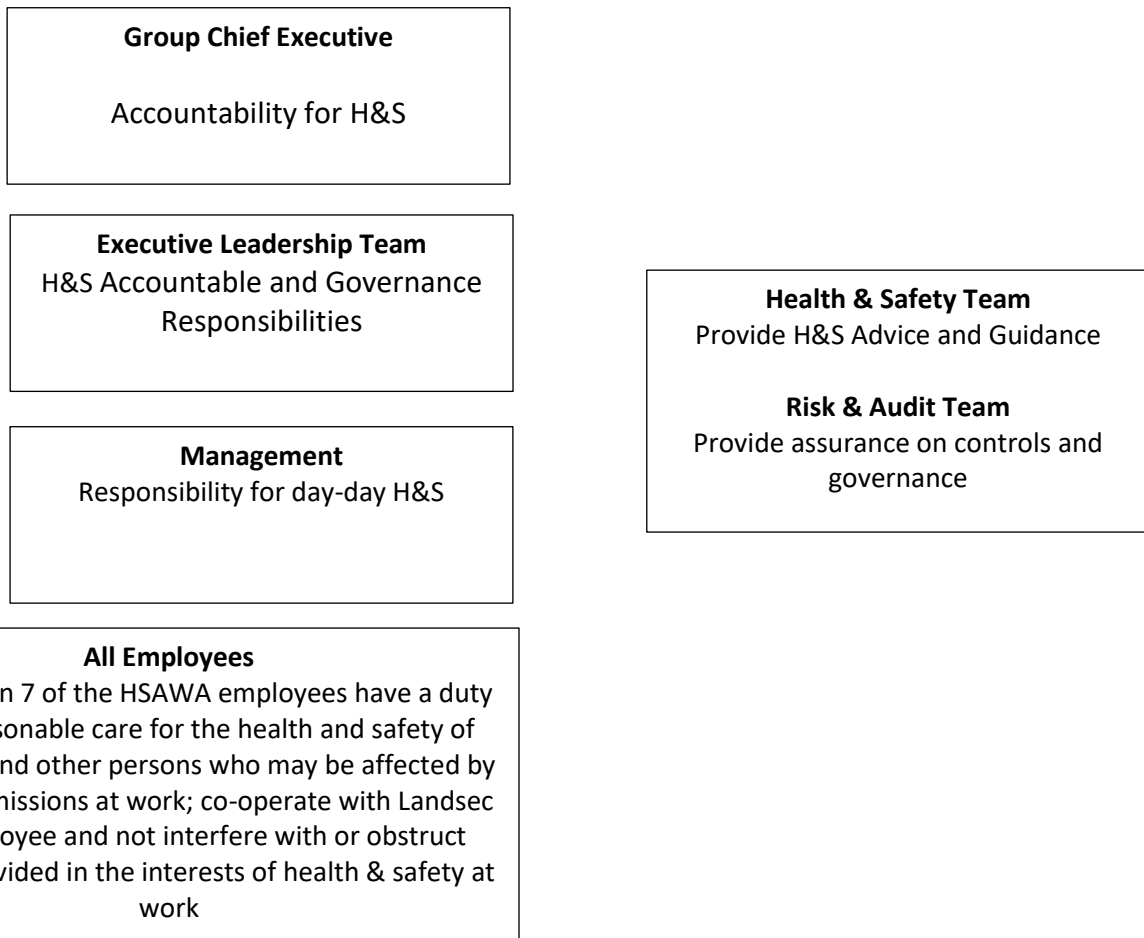 Group Chief Executive
Accountability for H&S
Executive Leadership Team
H&S Accountable and Governance
Responsibilities
Management
Responsibility for day-day H&S
All Employees
n 7 of the HSAWA employees have a duty
sonable care for the health and safety of
nd other persons who may be affected by
nissions at work; co-operate with Landsec
oyee and not interfere with or obstruct
vided in the interests of health & safety at
work
Health & Safety Team
Provide H&S Advice and Guidance
Risk & Audit Team
Provide assurance on controls and
governance